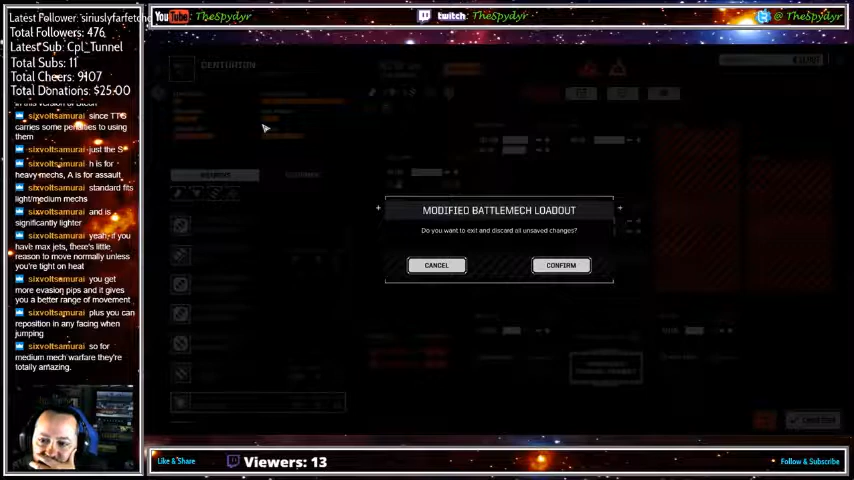 Latest Follower: siriuslyfarfetche
Total Followers: 476
Latest Sub: Cpl_Tunnel
Total Subs: 11
Total Cheers: 9107
Total Donations: $25.00
sixvoltsamurai since TTS
carries some penalties to using
them
sixvoltsamurai just the S
sixvoltsamurai h is for
heavy mechs, A is for assault
sixvoltsamurai standard fits
light/medium mechs
sixvoltsamurai and is
significantly lighter
sixvoltsamurai yeah if you
have max jets, there's little
reason to move normally unless
you're tight on heat
sixvoltsamurai you get
more evasion pips and it gives
you a better range of movement
sixvoltsamurai plus you can
reposition in any facing when
jumping
sixvoltsamurai so for
medium mech warfare they're
totally amazing.
YouTube TheSpydyr
twitch TheSpydyr
@ TheSpydyr
CENTURION
MODIFIED BATTLEMECH LOADOUT
Do you want to exit and discard all unsaved changes?
CANCEL
CONFIRM
Like & Share
Viewers: 13
Follow & Subscribe